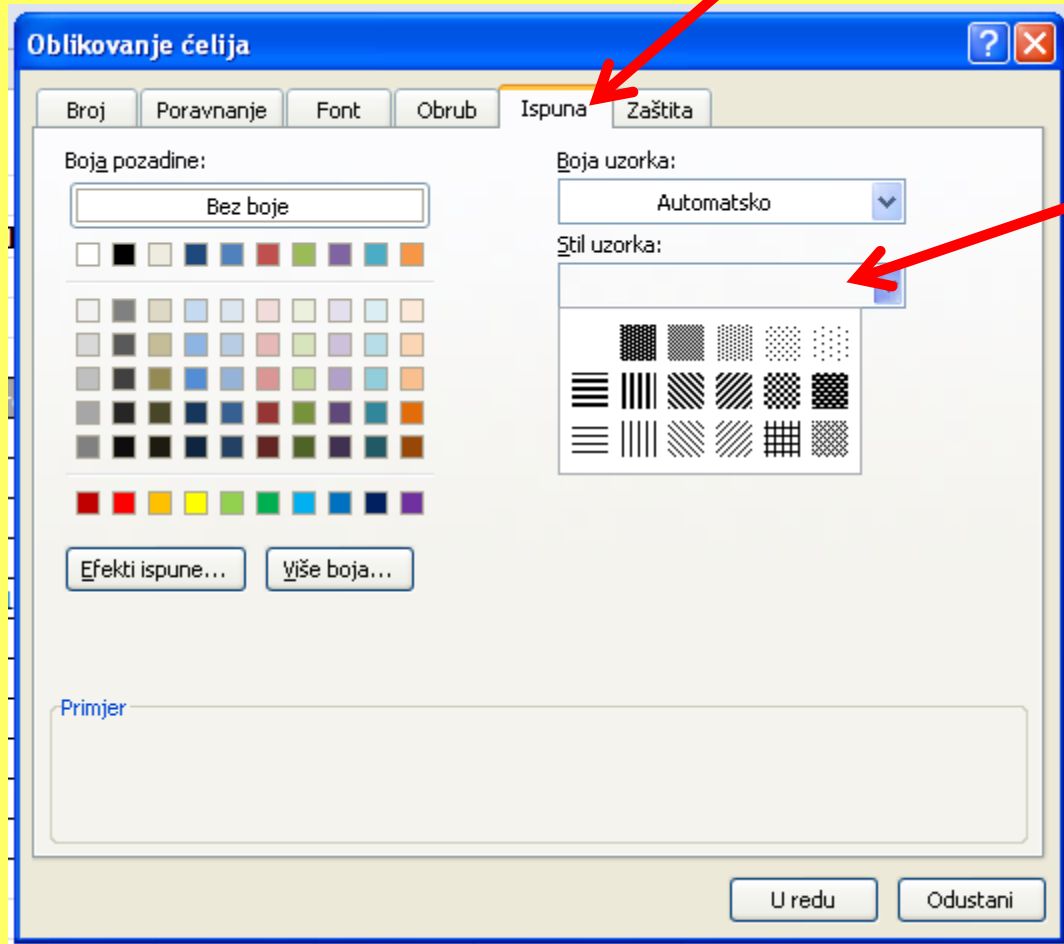 Oblikovanje ćelija
Broj Poravnanje Font Obrub Ispuna Zaštita
Boja pozadine:
Bez boje
Boja uzorka:
Automatsko
Stil uzorka:
Efekti ispune... Više boja...
Primjer
U redu Odustani